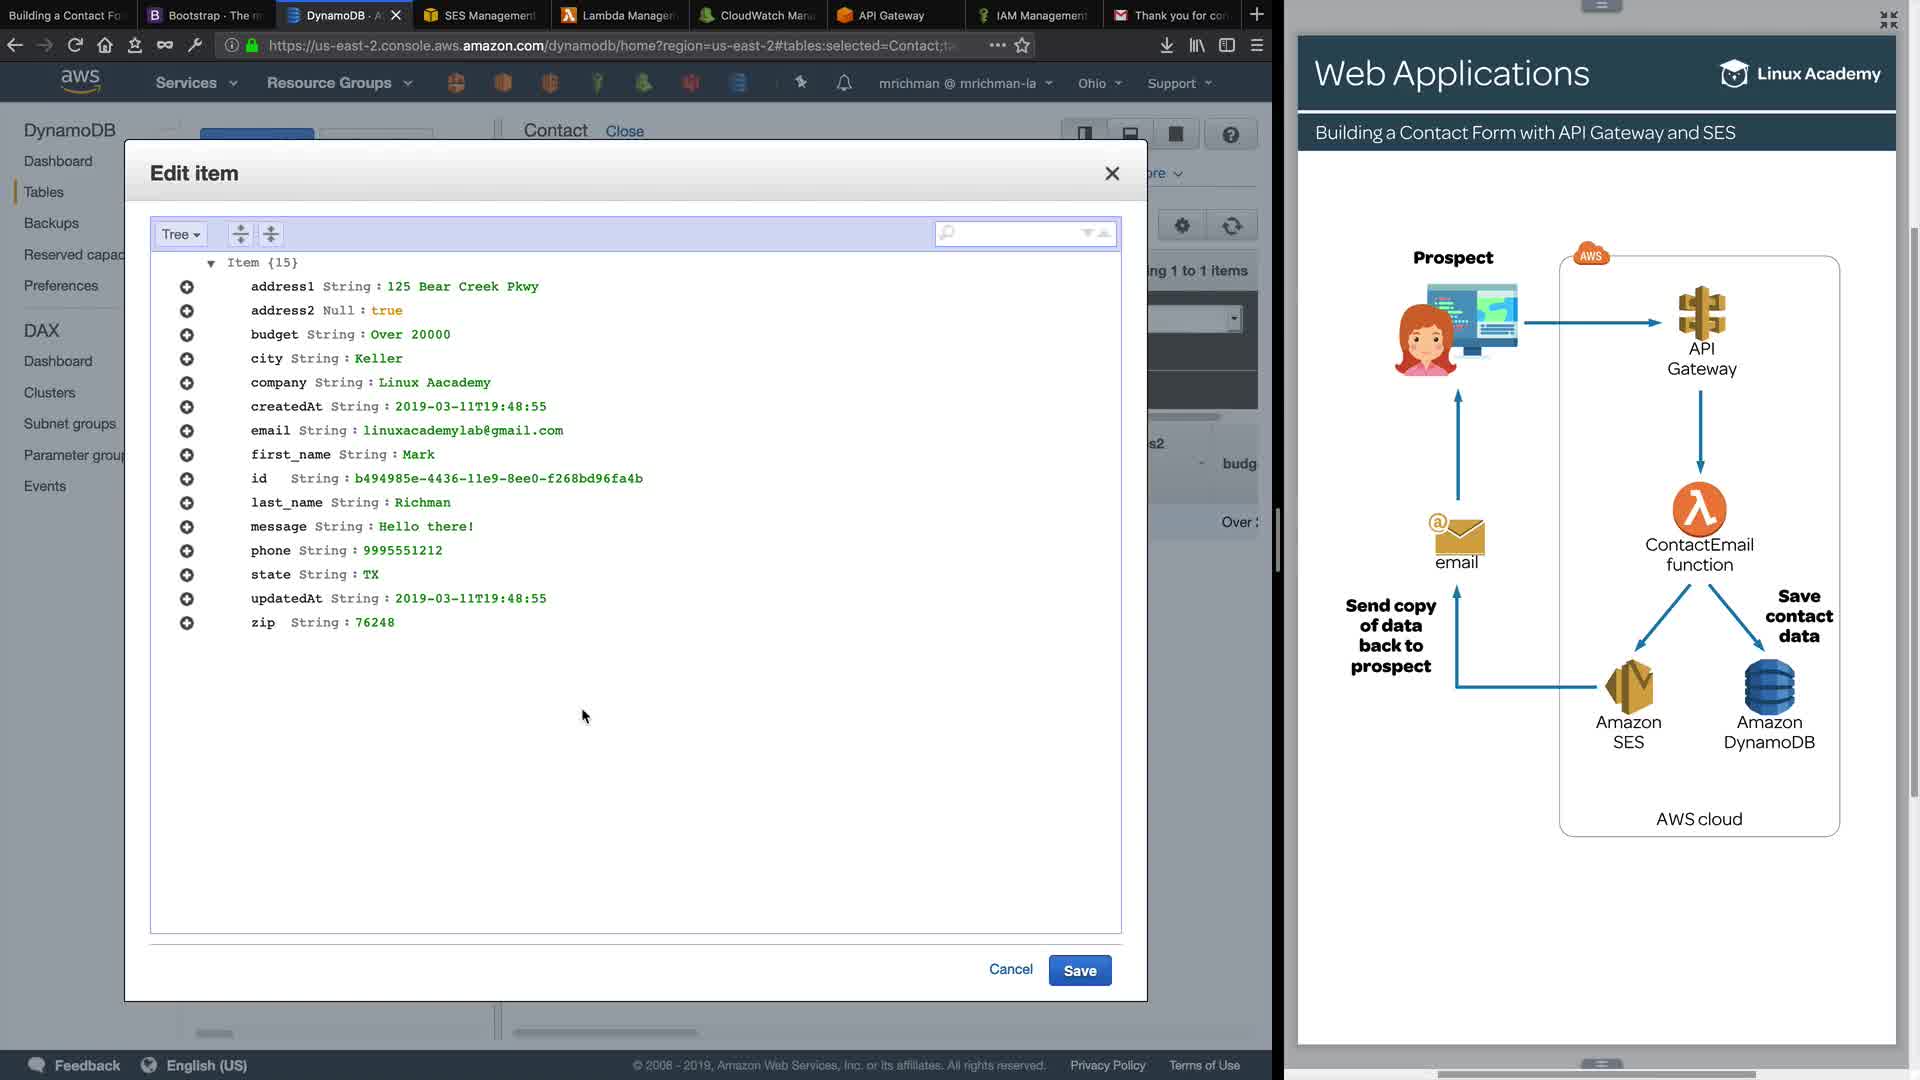 Building a Contact Fo
Bootstrap · The m
DynamoDB · A
SES Management
Lambda Manager
CloudWatch Mana
API Gateway
IAM Management
Thank you for con
https://us-east-2.console.aws.amazon.com/dynamodb/home?region=us-east-2#tables:selected=Contact;ta
aws
Services
Resource Groups
mrichman @ mrichman-la
Ohio
Support
DynamoDB
Dashboard
Tables
Backups
Reserved capac
Preferences
DAX
Dashboard
Clusters
Subnet groups
Parameter group
Events
Contact
Close
ore
ng 1 to 1 items
s2
budg
Over
Edit item
Tree
Item {15}
address1 String : 125 Bear Creek Pkwy
address2 Null : true
budget String : Over 20000
city String : Keller
company String : Linux Aacademy
createdAt String : 2019-03-11T19:48:55
email String : linuxacademylab@gmail.com
first_name String : Mark
id String : b494985e-4436-11e9-8ee0-f268bd96fa4b
last_name String : Richman
message String : Hello there!
phone String : 9995551212
state String : TX
updatedAt String : 2019-03-11T19:48:55
zip String : 76248
Cancel
Save
Feedback
English (US)
© 2008 - 2019, Amazon Web Services, Inc. or its affiliates. All rights reserved.
Privacy Policy
Terms of Use
Web Applications
Linux Academy
Building a Contact Form with API Gateway and SES
Prospect
AWS
API
Gateway
ContactEmail
function
email
Send copy
of data
back to
prospect
Save
contact
data
Amazon
SES
Amazon
DynamoDB
AWS cloud